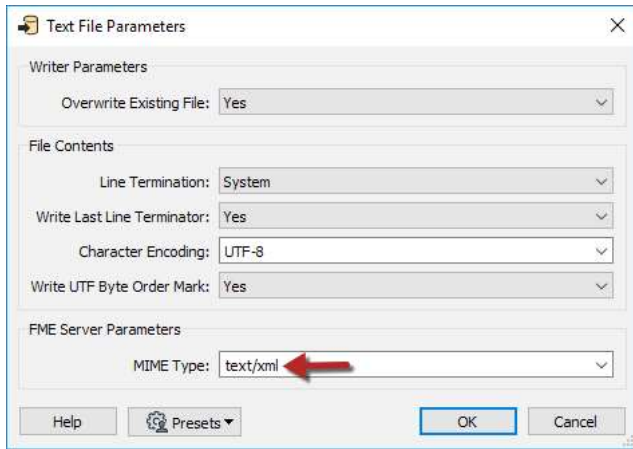 Text File Parameters
Writer Parameters
Overwrite Existing File: Yes
File Contents
Line Termination: System
Write Last Line Terminator: Yes
Character Encoding: UTF-8
Write UTF Byte Order Mark: Yes
FME Server Parameters
MIME Type: text/xml
Help Presets OK Cancel